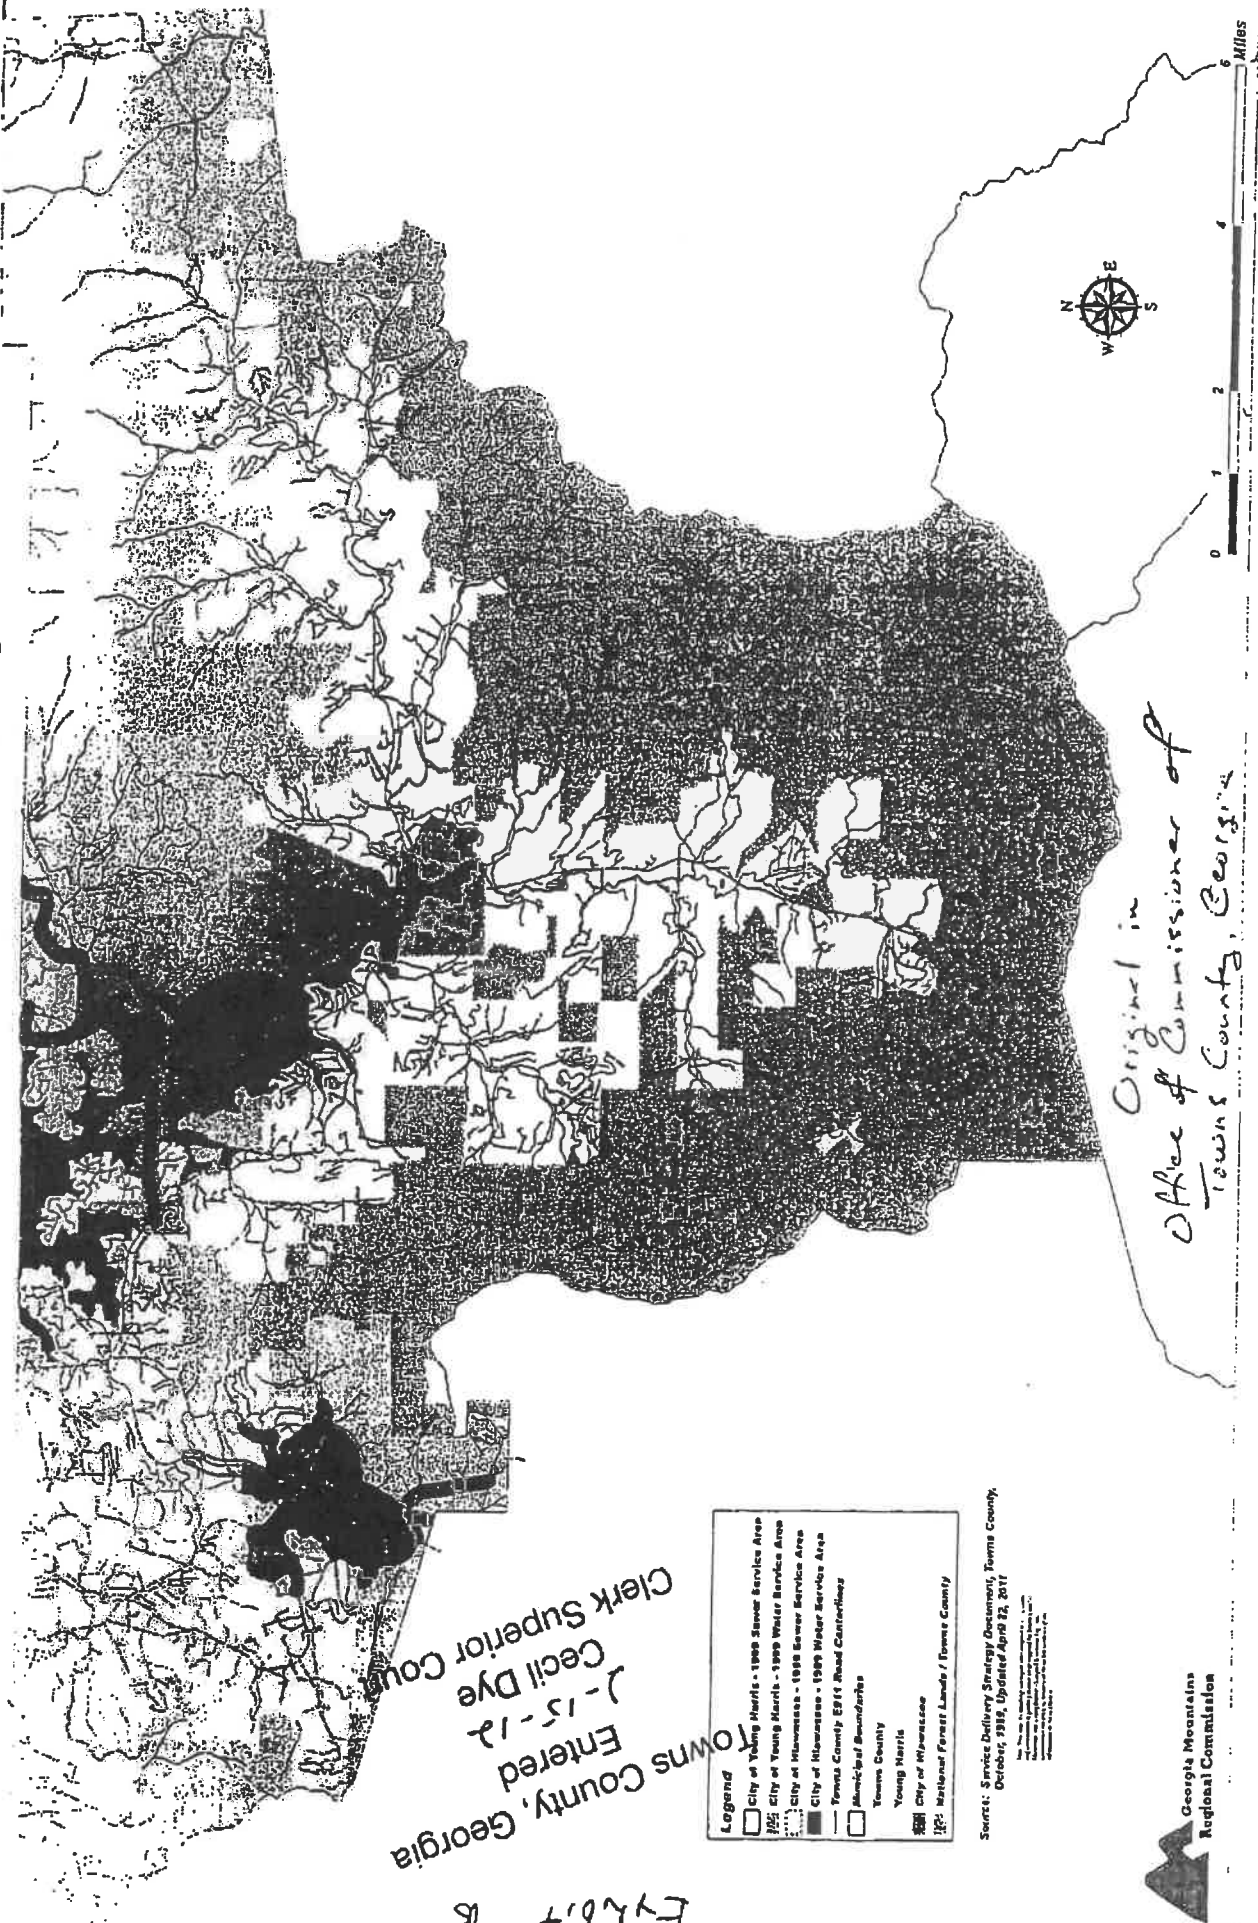 Exhibit B
Towns County, Georgia
Entered
2-15-12
Cecil Dye
Clerk Superior Court
Legend
City of Young Harris - 1999 Sewer Service Area
City of Young Harris - 1999 Water Service Area
City of Hiawassee - 1999 Sewer Service Area
City of Hiawassee - 1989 Water Service Area
Towns County E911 Road Centerlines
Municipal Boundaries
Towns County
Young Harris
City of Hiwassee
National Forest Lands / Towns County
Source: Service Delivery Strategy Document, Towns County,
October, 1999, Updated April 22, 2011
Georgia Mountains
Regional Commission
Original in
Office of Commissioner of
Towns County, Georgia
N
W
E
S
0 1 2 4 6
Miles